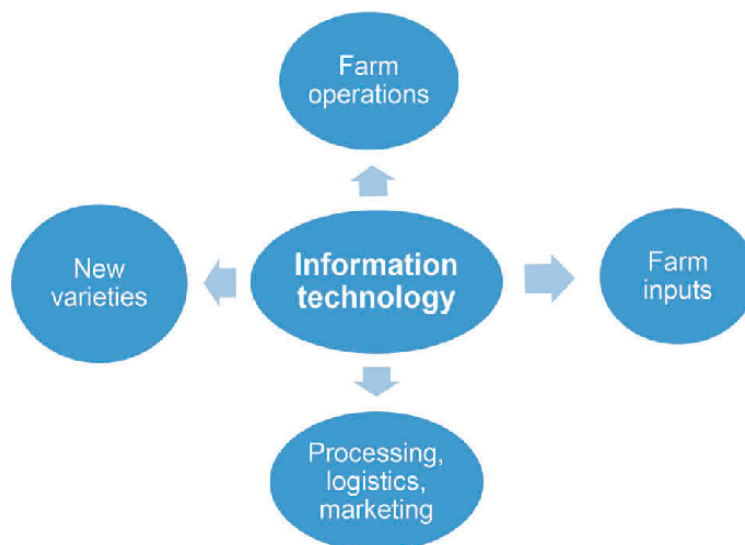 Farm
operations
New
varieties
Information
technology
Farm
inputs
Processing,
logistics,
marketing